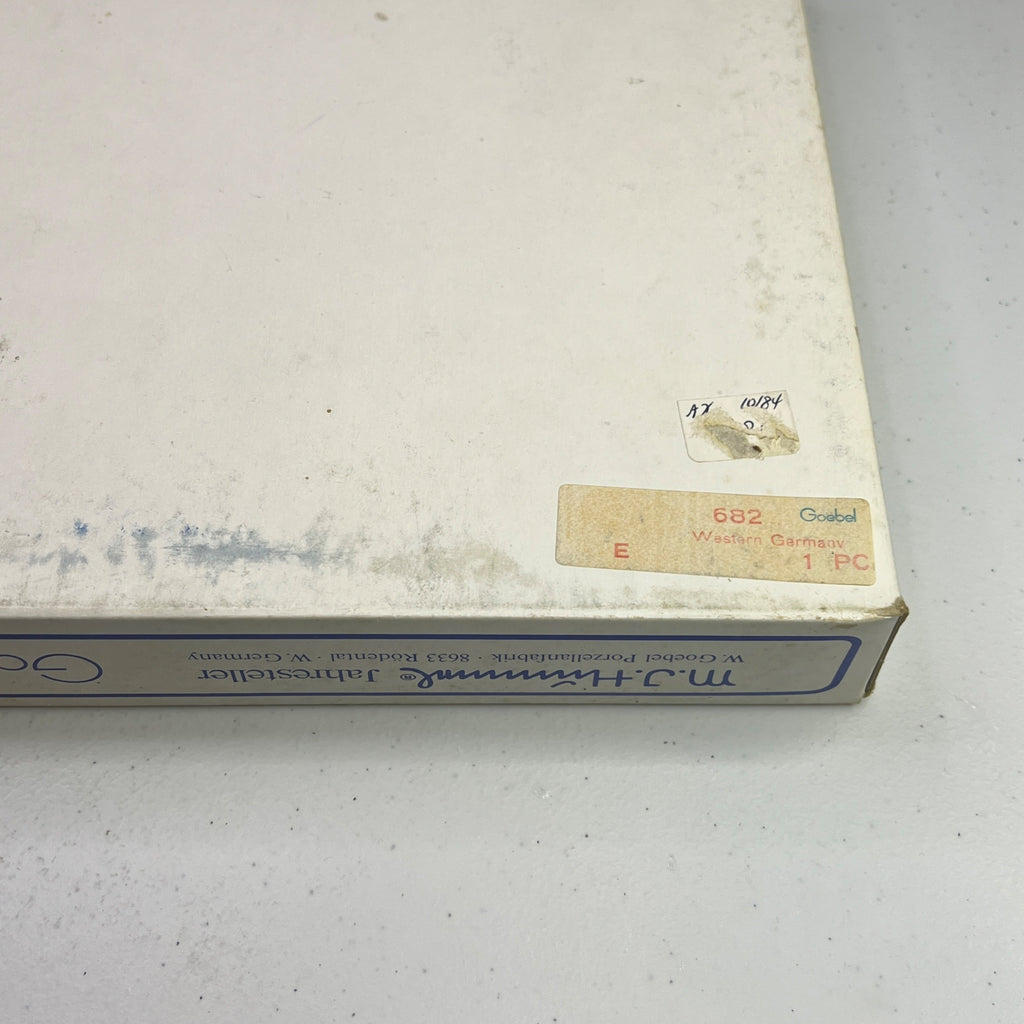 AX 10/84
682 Goebel
Western Germany
E 1 PC.
M.J.Hummel® Jahresteller
W. Goebel Porzellanfabrik · 8633 Rödental · W. Germany